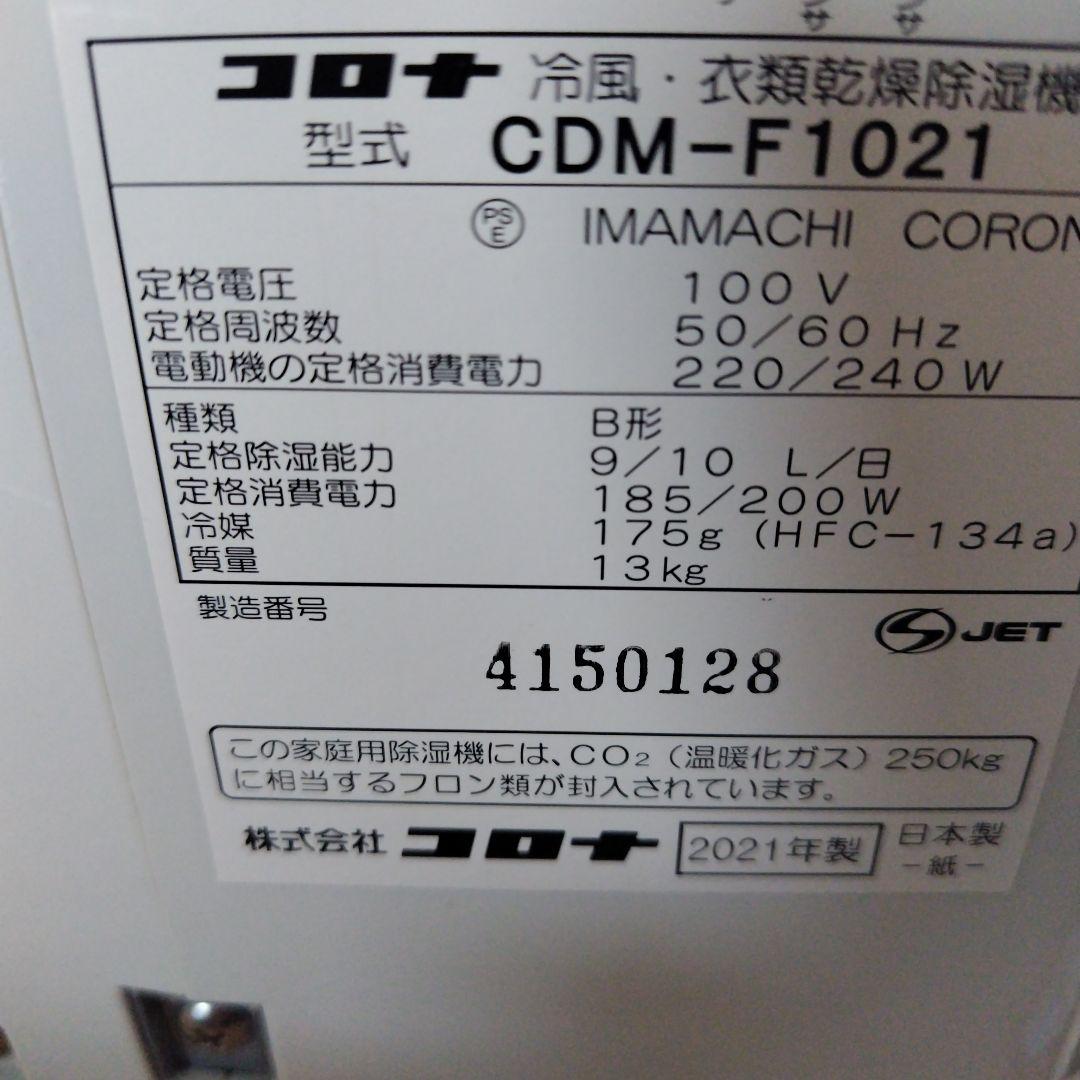 コロナ 冷風・衣類乾燥除湿機
型式 CDM-F1021
PSE IMAMACHI CORON
定格電圧 100V
定格周波数 50/60Hz
電動機の定格消費電力 220/240W
種類 B形
定格除湿能力 9/10 L/日
定格消費電力 185/200W
冷媒 175g (HFC-134a)
質量 13kg
製造番号
JET
4150128
この家庭用除湿機には、CO₂（温暖化ガス）250kg
に相当するフロン類が封入されています。
株式会社 コロナ 2021年製 日本製
-紙-